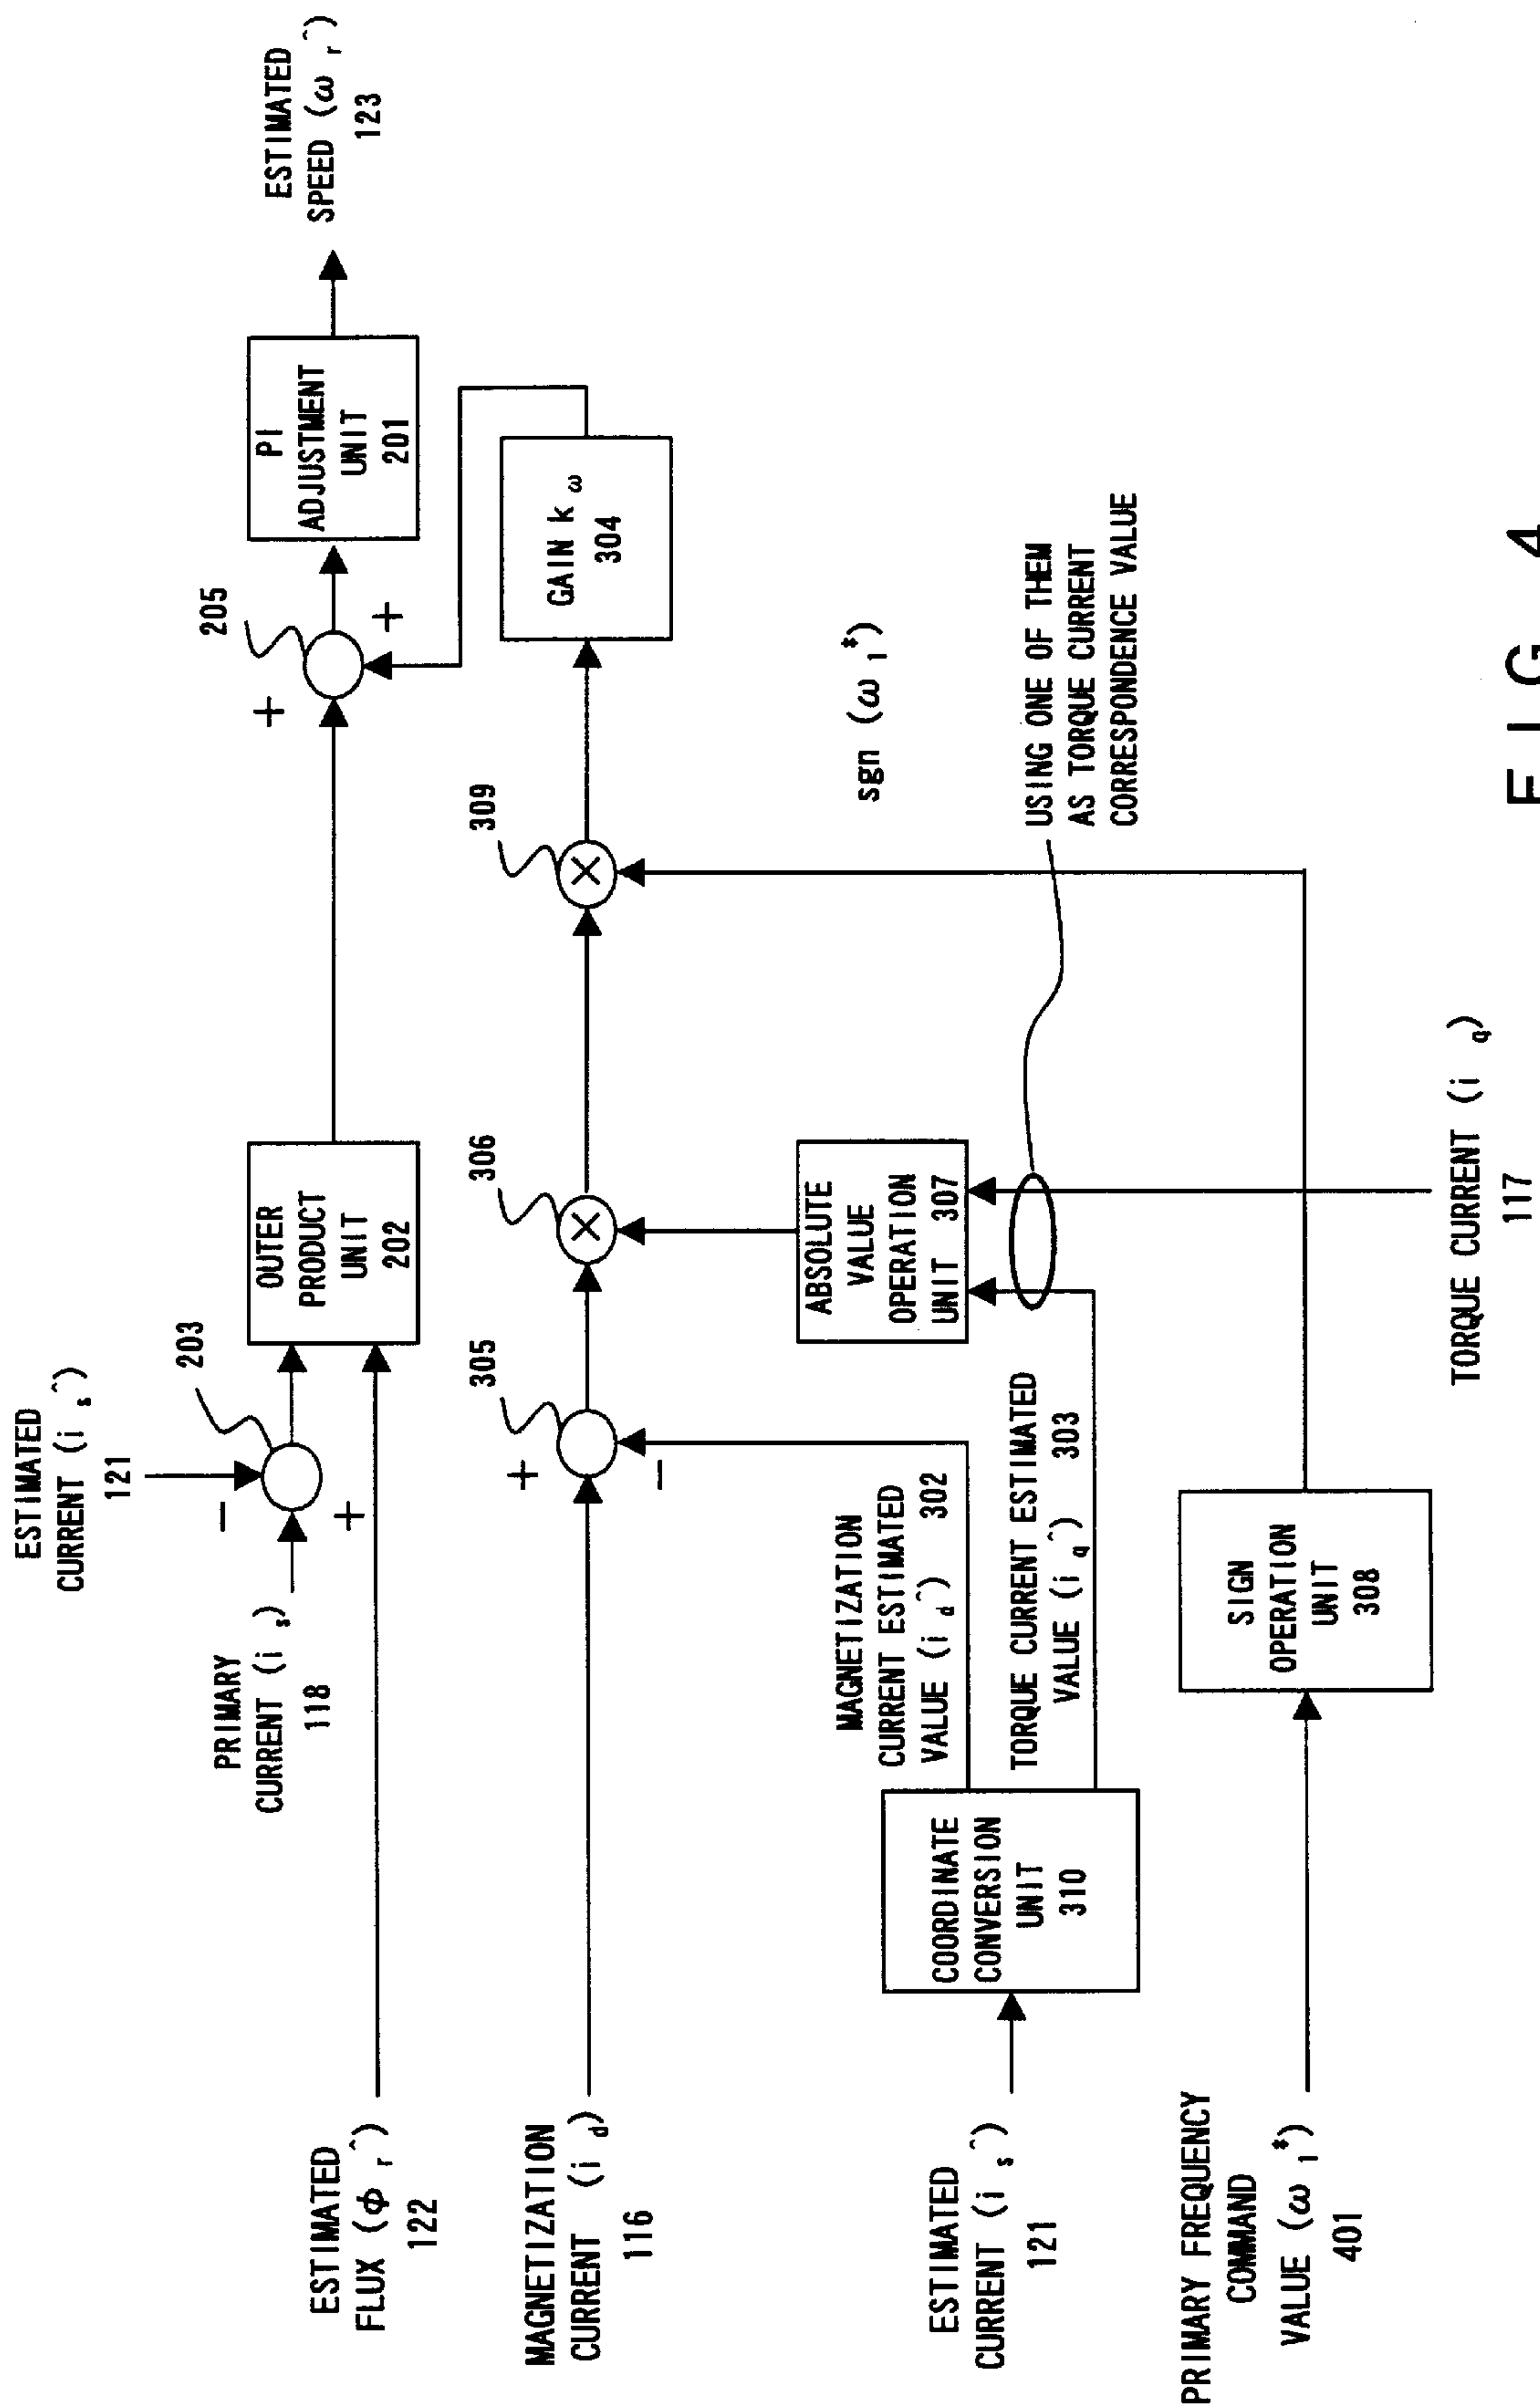 ESTIMATED
CURRENT (i s^)
121
PRIMARY
CURRENT (i s)
118
−
+
203
ESTIMATED
FLUX (φ r^)
122
OUTER
PRODUCT
UNIT
202
+
205
+
PI
ADJUSTMENT
UNIT
201
ESTIMATED
SPEED (ω r^)
123
MAGNETIZATION
CURRENT (i d)
116
+
−
305
×
306
×
309
GAIN k ω
304
sgn (ω 1*)
ABSOLUTE
VALUE
OPERATION
UNIT 307
USING ONE OF THEM
AS TORQUE CURRENT
CORRESPONDENCE VALUE
MAGNETIZATION
CURRENT ESTIMATED
VALUE (i d^) 302
TORQUE CURRENT ESTIMATED
VALUE (i q^) 303
ESTIMATED
CURRENT (i s^)
121
COORDINATE
CONVERSION
UNIT
310
PRIMARY FREQUENCY
COMMAND
VALUE (ω 1*)
401
SIGN
OPERATION
UNIT
308
TORQUE CURRENT (i q)
117
FIG. 4